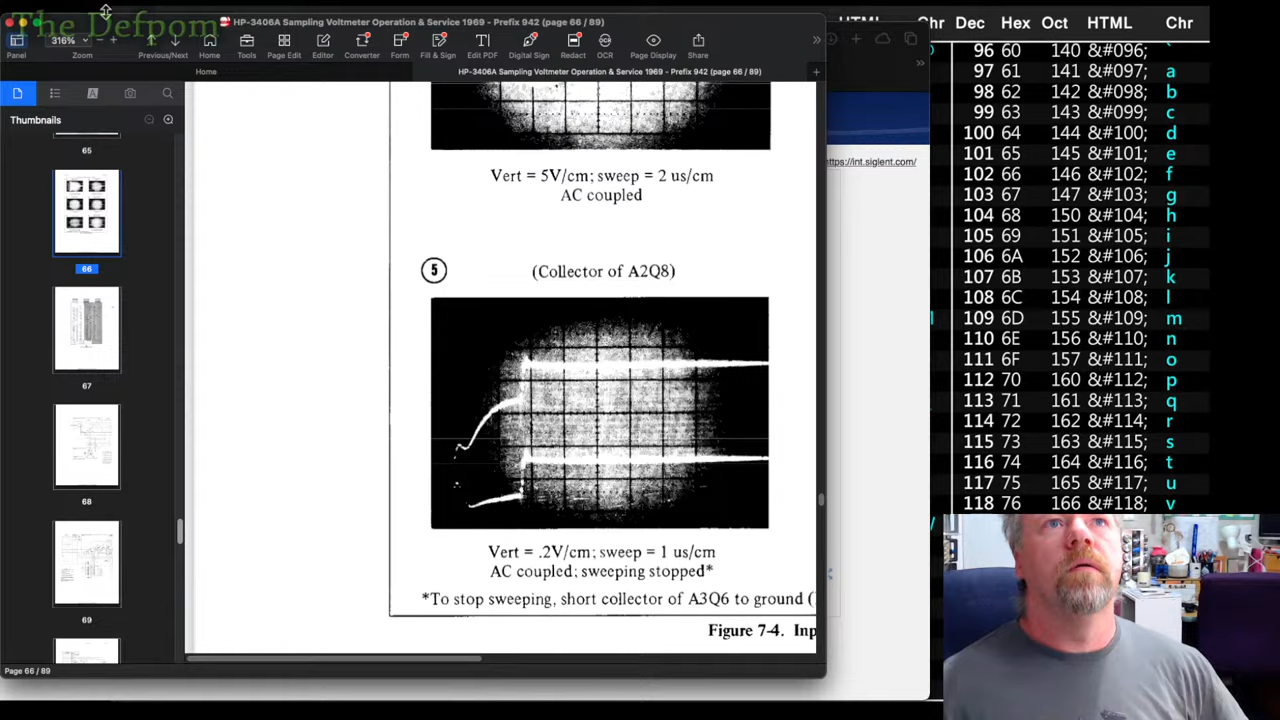 The Defpom
HP-3406A Sampling Voltmeter Operation & Service 1969 - Prefix 942 (page 66 / 89)
316%
Panel
Zoom
Previous/Next
Home
Tools
Page Edit
Editor
Converter
Form
Fill & Sign
Edit PDF
Digital Sign
Redact
OCR
Page Display
Share
Home
HP-3406A Sampling Voltmeter Operation & Service 1969 - Prefix 942 (page 66 / 89)
Thumbnails
65
66
67
68
69
Page 66 / 89
Vert = 5V/cm; sweep = 2 us/cm
AC coupled
5
(Collector of A2Q8)
Vert = .2V/cm; sweep = 1 us/cm
AC coupled; sweeping stopped*
*To stop sweeping, short collector of A3Q6 to ground (
Figure 7-4. Inp
https://int.siglent.com/
HTML Chr Dec Hex Oct HTML Chr
96 60 140 &#096; `
97 61 141 &#097; a
98 62 142 &#098; b
99 63 143 &#099; c
100 64 144 &#100; d
101 65 145 &#101; e
102 66 146 &#102; f
103 67 147 &#103; g
104 68 150 &#104; h
105 69 151 &#105; i
106 6A 152 &#106; j
107 6B 153 &#107; k
108 6C 154 &#108; l
109 6D 155 &#109; m
110 6E 156 &#110; n
111 6F 157 &#111; o
112 70 160 &#112; p
113 71 161 &#113; q
114 72 162 &#114; r
115 73 163 &#115; s
116 74 164 &#116; t
117 75 165 &#117; u
118 76 166 &#118; v